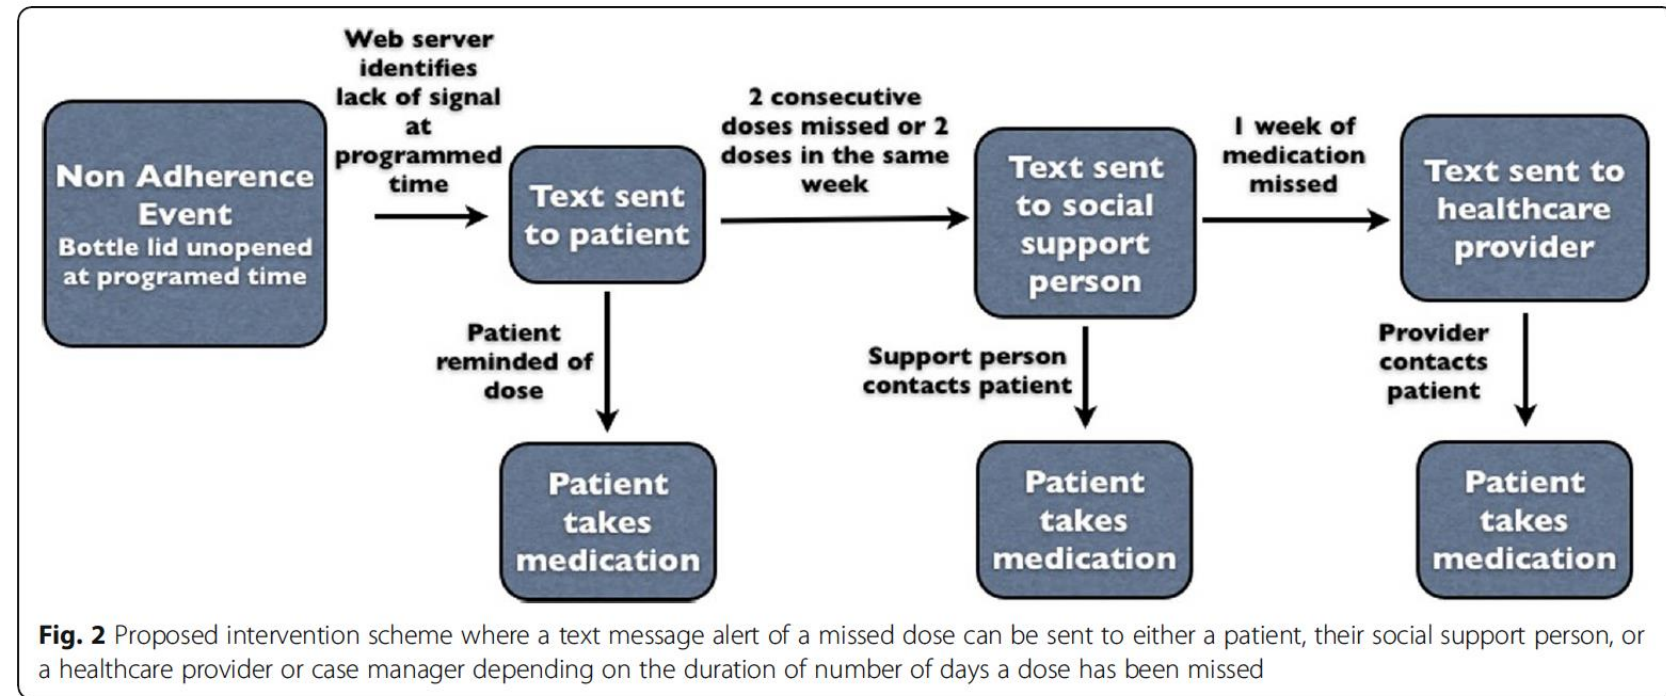 Web server
identifies
lack of signal
at
programmed
time
Non Adherence
Event
Bottle lid unopened
at programed time
Text sent
to patient
2 consecutive
doses missed or 2
doses in the same
week
Text sent
to social
support
person
1 week of
medication
missed
Text sent to
healthcare
provider
Patient
reminded of
dose
Support person
contacts patient
Provider
contacts
patient
Patient
takes
medication
Patient
takes
medication
Patient
takes
medication
Fig. 2 Proposed intervention scheme where a text message alert of a missed dose can be sent to either a patient, their social support person, or
a healthcare provider or case manager depending on the duration of number of days a dose has been missed